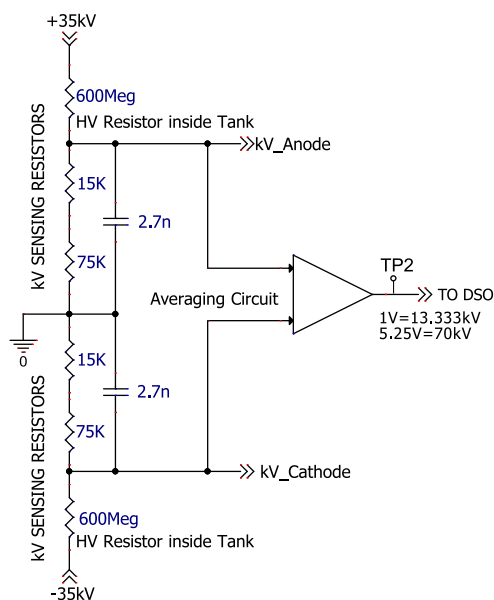 +35kV
600Meg
HV Resistor inside Tank
kV SENSING RESISTORS
kV_Anode
15K
2.7n
75K
Averaging Circuit
TP2
TO DSO
1V=13.333kV
5.25V=70kV
0
15K
2.7n
75K
kV SENSING RESISTORS
kV_Cathode
600Meg
HV Resistor inside Tank
-35kV